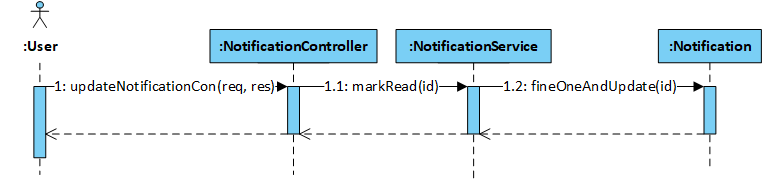 :User
:NotificationController
:NotificationService
:Notification
1: updateNotificationCon(req, res)
1.1: markRead(id)
1.2: fineOneAndUpdate(id)